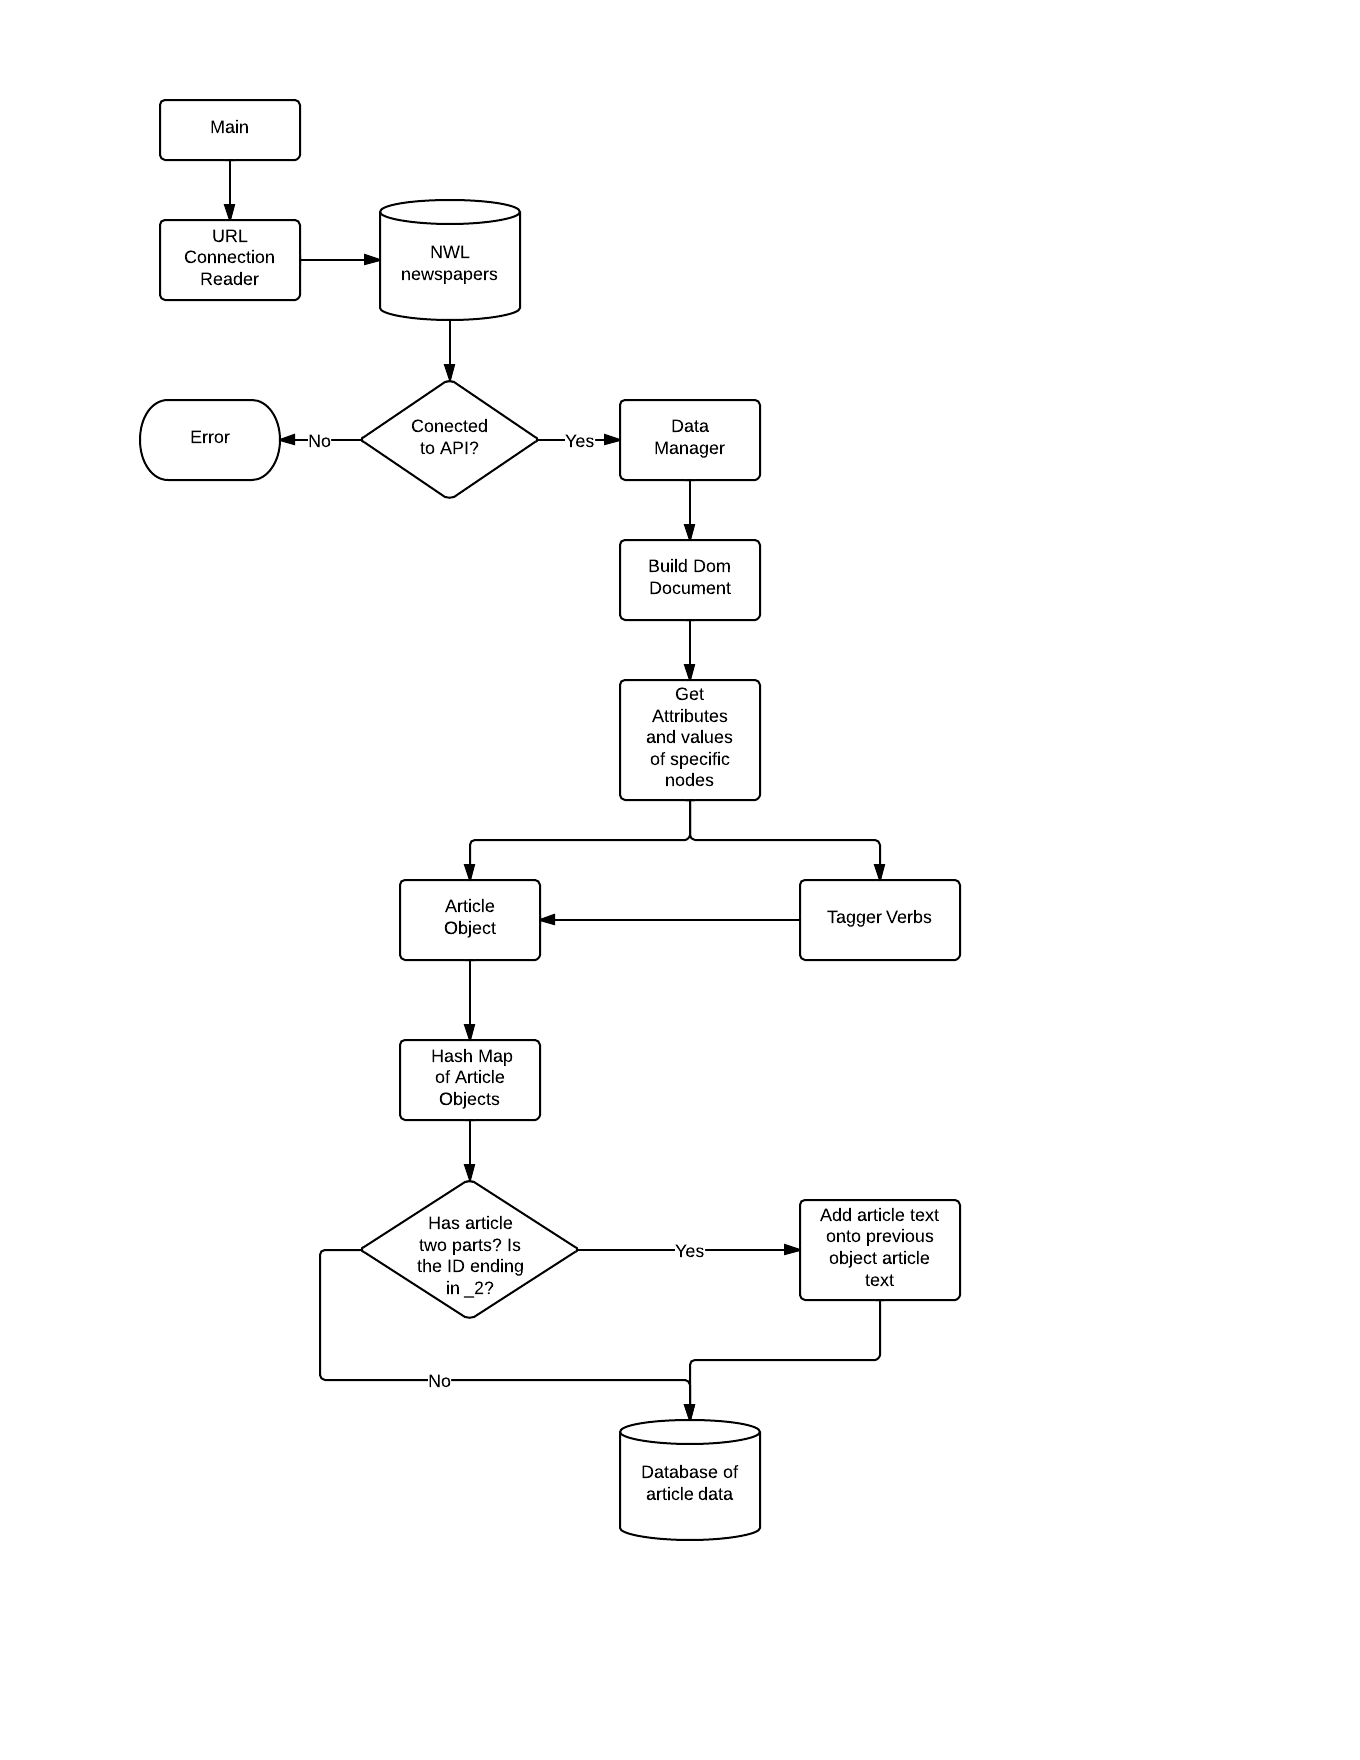 Main
URL
Connection
Reader
NWL
newspapers
Error
No
Conected
to API?
Yes
Data
Manager
Build Dom
Document
Get
Attributes
and values
of specific
nodes
Article
Object
Tagger Verbs
Hash Map
of Article
Objects
Has article
two parts? Is
the ID ending
in _2?
Yes
Add article text
onto previous
object article
text
No
Database of
article data